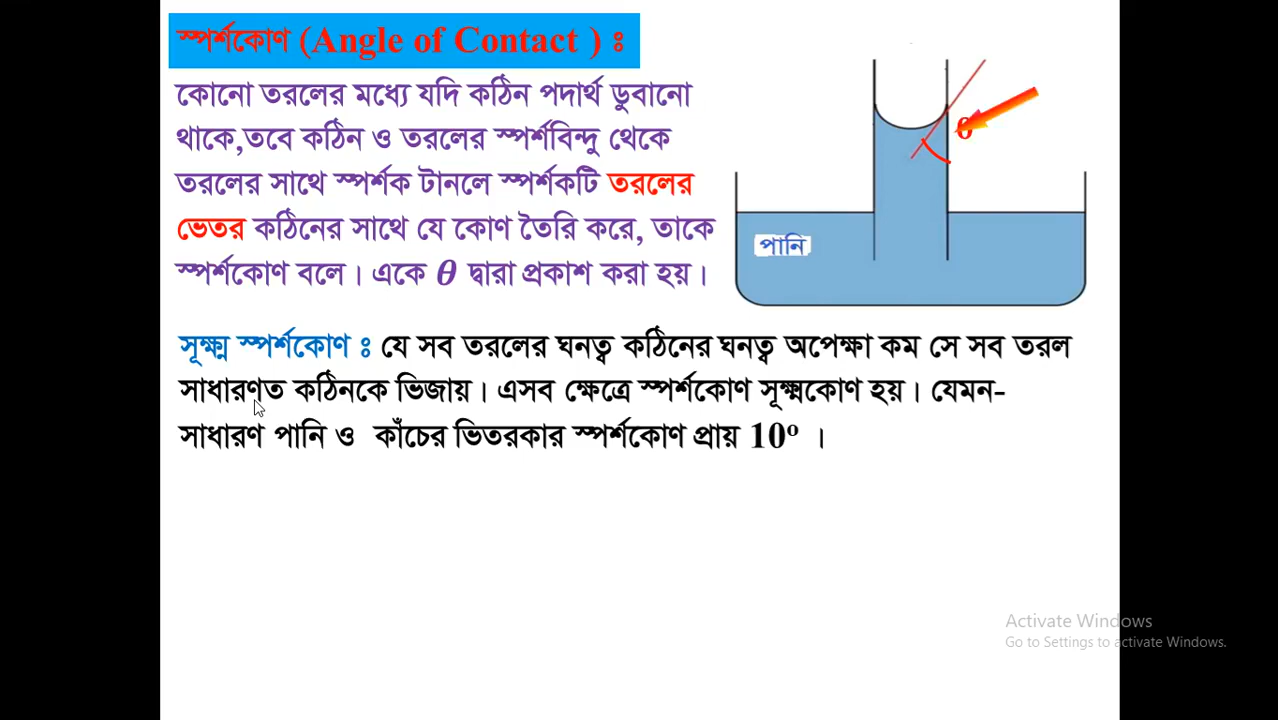 স্পর্শকোণ (Angle of Contact ) ঃ
কোনো তরলের মধ্যে যদি কঠিন পদার্থ ডুবানো
থাকে,তবে কঠিন ও তরলের স্পর্শবিন্দু থেকে
তরলের সাথে স্পর্শক টানলে স্পর্শকটি তরলের
ভেতর কঠিনের সাথে যে কোণ তৈরি করে, তাকে
স্পর্শকোণ বলে। একে θ দ্বারা প্রকাশ করা হয়।
θ
পানি
সূক্ষ্ম স্পর্শকোণ ঃ যে সব তরলের ঘনত্ব কঠিনের ঘনত্ব অপেক্ষা কম সে সব তরল
সাধারণত কঠিনকে ভিজায়। এসব ক্ষেত্রে স্পর্শকোণ সূক্ষ্মকোণ হয়। যেমন-
সাধারণ পানি ও কাঁচের ভিতরকার স্পর্শকোণ প্রায় 10° ।
Activate Windows
Go to Settings to activate Windows.